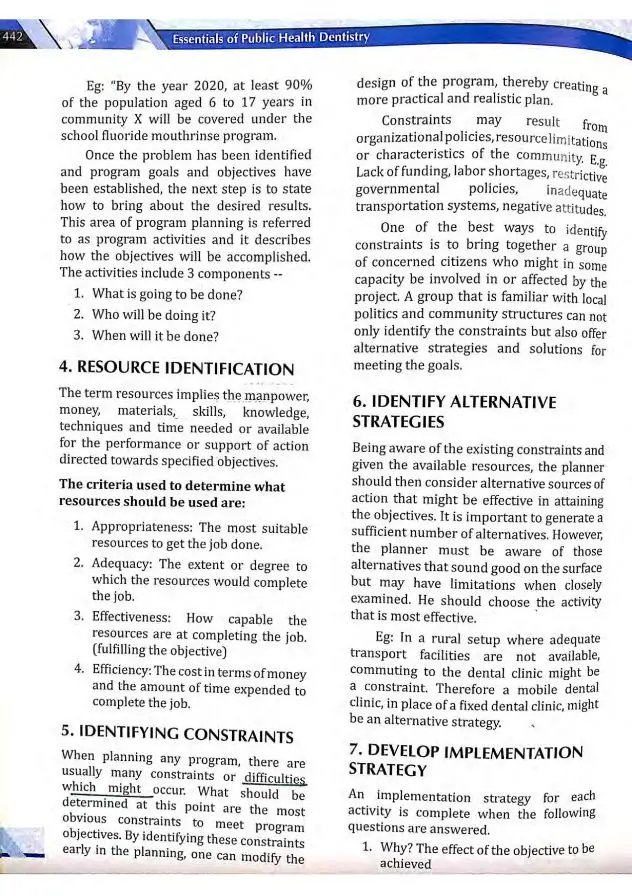 442
Essentials of Public Health Dentistry
Eg: "By the year 2020, at least 90%
of the population aged 6 to 17 years in
community X will be covered under the
school fluoride mouthrinse program.
Once the problem has been identified
and program goals and objectives have
been established, the next step is to state
how to bring about the desired results.
This area of program planning is referred
to as program activities and it describes
how the objectives will be accomplished.
The activities include 3 components --
1. What is going to be done?
2. Who will be doing it?
3. When will it be done?
4. RESOURCE IDENTIFICATION
The term resources implies the manpower,
money, materials, skills, knowledge,
techniques and time needed or available
for the performance or support of action
directed towards specified objectives.
The criteria used to determine what
resources should be used are:
1. Appropriateness: The most suitable
resources to get the job done.
2. Adequacy: The extent or degree to
which the resources would complete
the job.
3. Effectiveness: How capable the
resources are at completing the job.
(fulfilling the objective)
4. Efficiency: The cost in terms of money
and the amount of time expended to
complete the job.
5. IDENTIFYING CONSTRAINTS
When planning any program, there are
usually many constraints or difficulties
which might occur. What should be
determined at this point are the most
obvious constraints to meet program
objectives. By identifying these constraints
early in the planning, one can modify the
design of the program, thereby creating a
more practical and realistic plan.
Constraints may result from
organizational policies, resource limitations
or characteristics of the community. E.g.
Lack of funding, labor shortages, restrictive
governmental policies, inadequate
transportation systems, negative attitudes.
One of the best ways to identify
constraints is to bring together a group
of concerned citizens who might in some
capacity be involved in or affected by the
project. A group that is familiar with local
politics and community structures can not
only identify the constraints but also offer
alternative strategies and solutions for
meeting the goals.
6. IDENTIFY ALTERNATIVE
STRATEGIES
Being aware of the existing constraints and
given the available resources, the planner
should then consider alternative sources of
action that might be effective in attaining
the objectives. It is important to generate a
sufficient number of alternatives. However,
the planner must be aware of those
alternatives that sound good on the surface
but may have limitations when closely
examined. He should choose the activity
that is most effective.
Eg: In a rural setup where adequate
transport facilities are not available,
commuting to the dental clinic might be
a constraint. Therefore a mobile dental
clinic, in place of a fixed dental clinic, might
be an alternative strategy.
7. DEVELOP IMPLEMENTATION
STRATEGY
An implementation strategy for each
activity is complete when the following
questions are answered.
1. Why? The effect of the objective to be
achieved